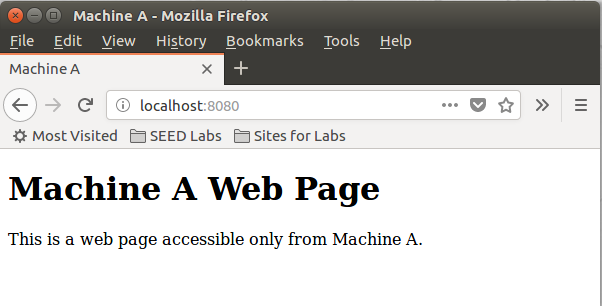 Machine A - Mozilla Firefox
File Edit View History Bookmarks Tools Help
Machine A
localhost:8080
Most Visited SEED Labs Sites for Labs
Machine A Web Page
This is a web page accessible only from Machine A.